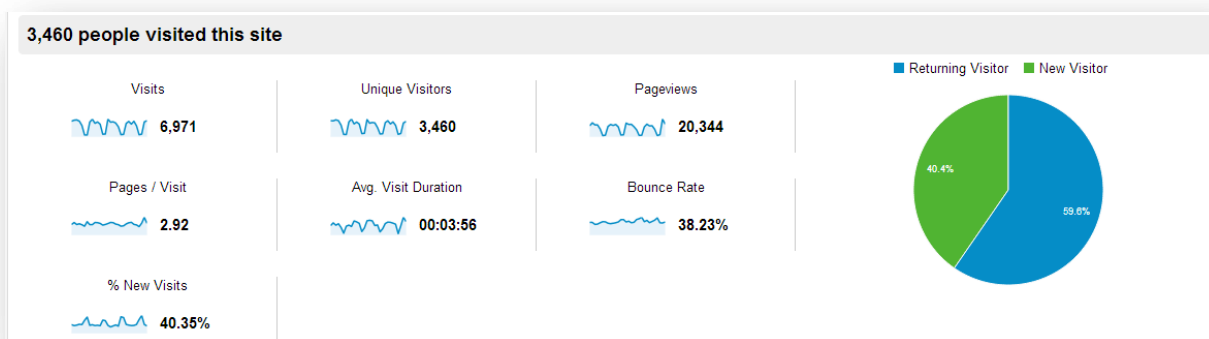 3,460 people visited this site
Returning Visitor New Visitor
Visits Unique Visitors Pageviews
6,971 3,460 20,344
40.4%
59.6%
Pages / Visit Avg. Visit Duration Bounce Rate
2.92 00:03:56 38.23%
% New Visits
40.35%